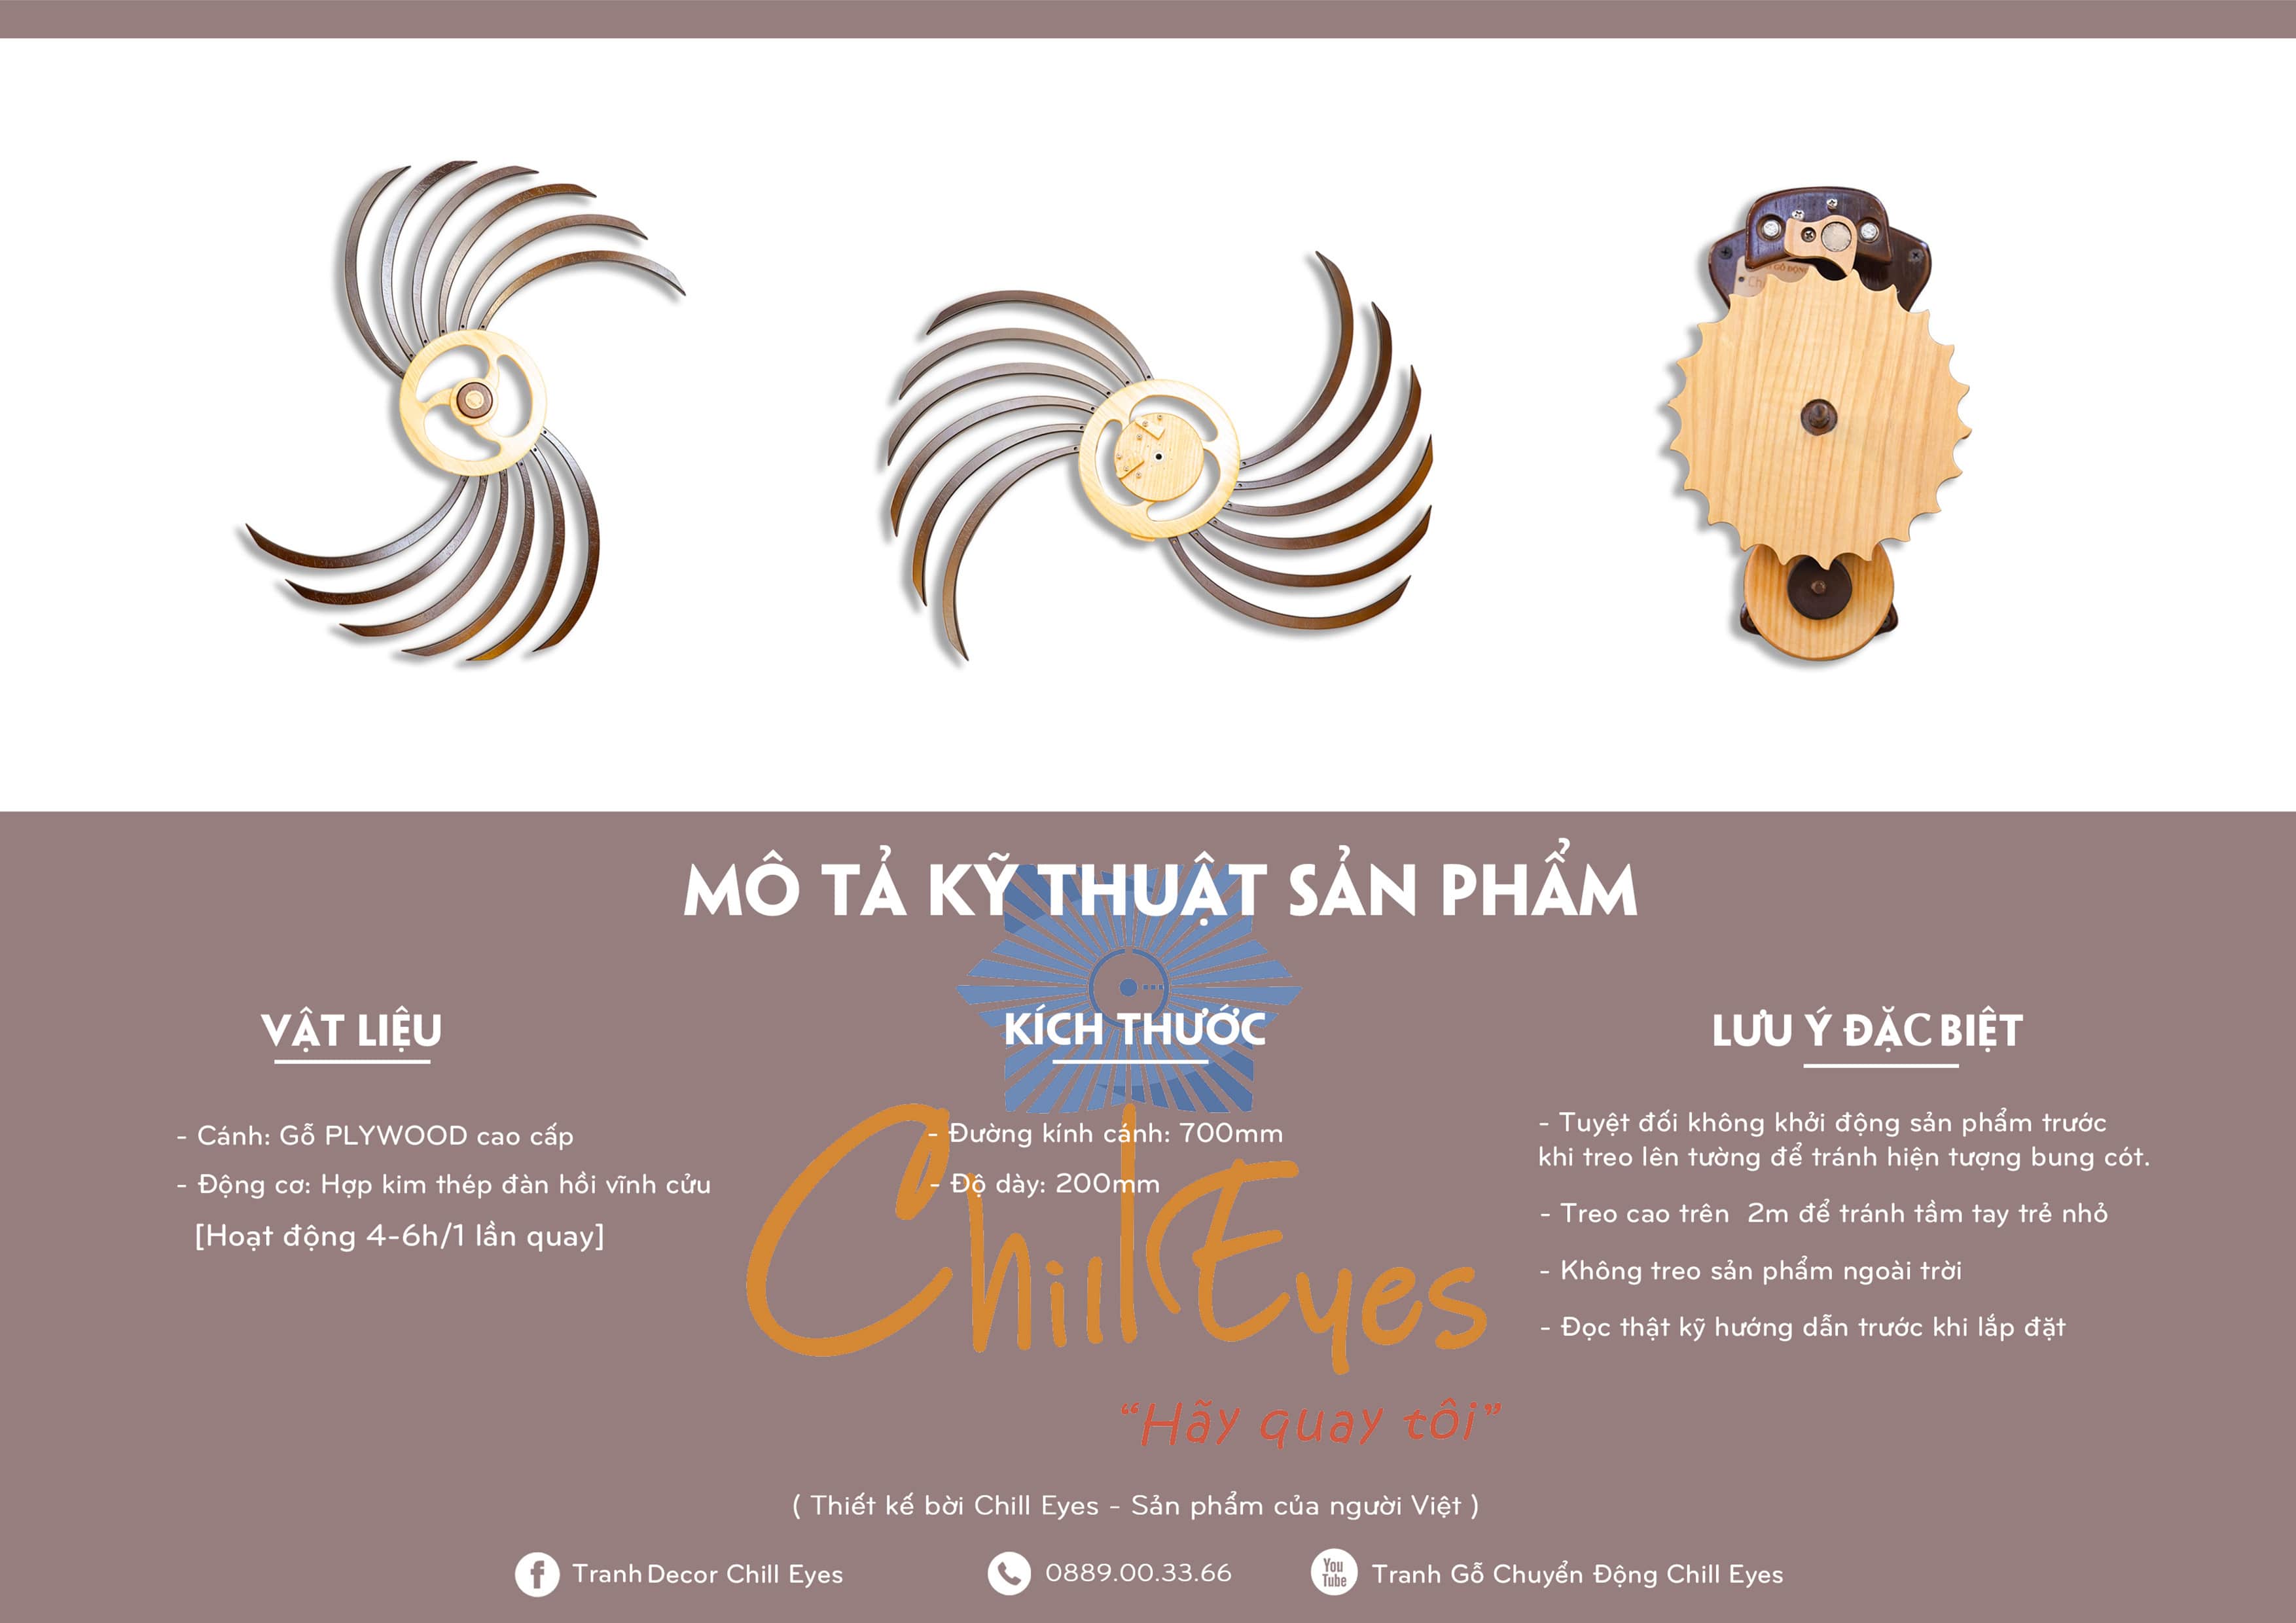 MÔ TẢ KỸ THUẬT SẢN PHẨM
VẬT LIỆU
- Cánh: Gỗ PLYWOOD cao cấp
- Động cơ: Hợp kim thép đàn hồi vĩnh cửu
[Hoạt động 4-6h/1 lần quay]
KÍCH THƯỚC
- Đường kính cánh: 700mm
- Độ dày: 200mm
LƯU Ý ĐẶC BIỆT
- Tuyệt đối không khởi động sản phẩm trước
khi treo lên tường để tránh hiện tượng bung cót.
- Treo cao trên 2m để tránh tầm tay trẻ nhỏ
- Không treo sản phẩm ngoài trời
- Đọc thật kỹ hướng dẫn trước khi lắp đặt
Chill Eyes
“Hãy quay tôi”
( Thiết kế bởi Chill Eyes - Sản phẩm của người Việt )
Tranh Decor Chill Eyes
0889.00.33.66
You
Tube
Tranh Gỗ Chuyển Động Chill Eyes